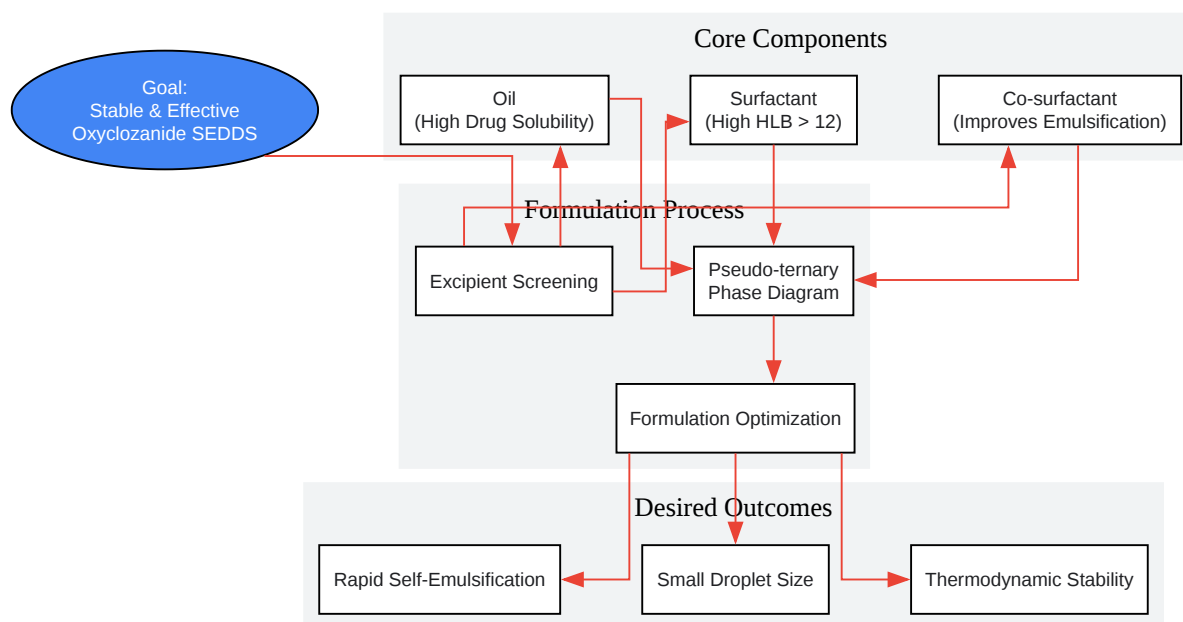 Core Components
Goal:
Stable & Effective
Oxyclozanide SEDDS
Oil
(High Drug Solubility)
Surfactant
(High HLB > 12)
Co-surfactant
(Improves Emulsification)
Formulation Process
Excipient Screening
Pseudo-ternary
Phase Diagram
Formulation Optimization
Desired Outcomes
Rapid Self-Emulsification
Small Droplet Size
Thermodynamic Stability